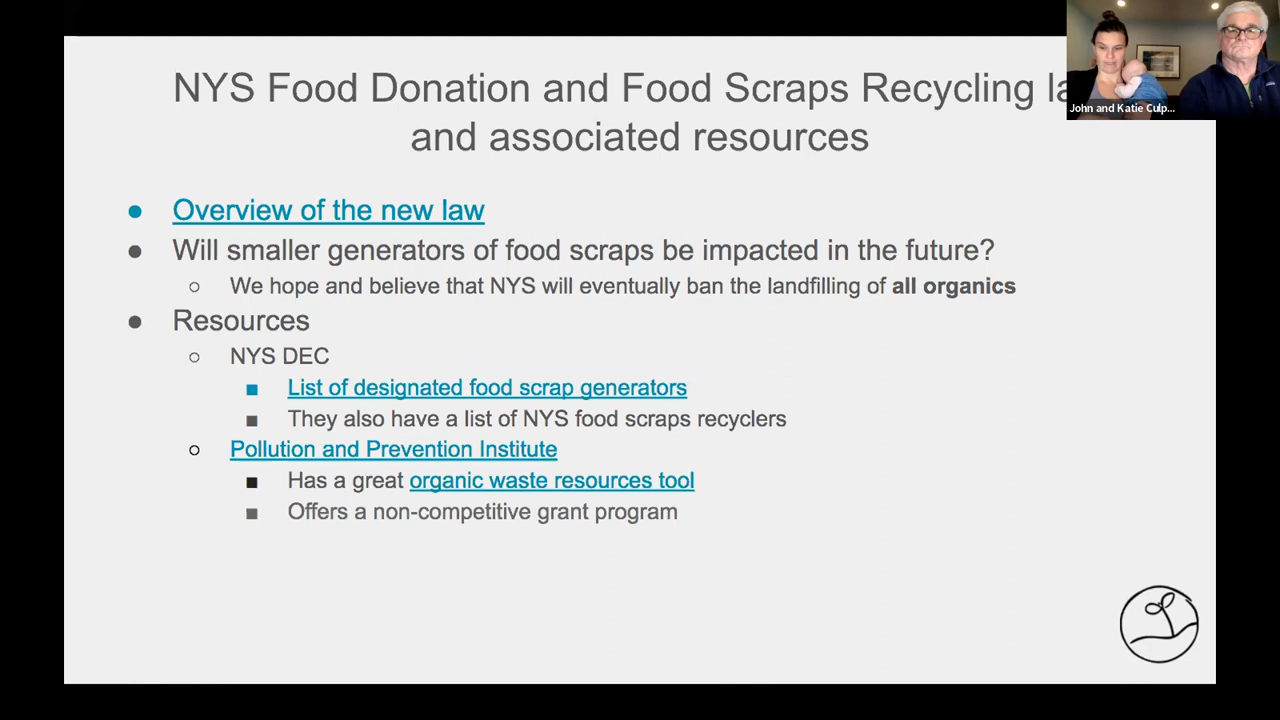 NYS Food Donation and Food Scraps Recycling la
and associated resources
John and Katie Culp...
Overview of the new law
Will smaller generators of food scraps be impacted in the future?
We hope and believe that NYS will eventually ban the landfilling of all organics
Resources
NYS DEC
List of designated food scrap generators
They also have a list of NYS food scraps recyclers
Pollution and Prevention Institute
Has a great organic waste resources tool
Offers a non-competitive grant program